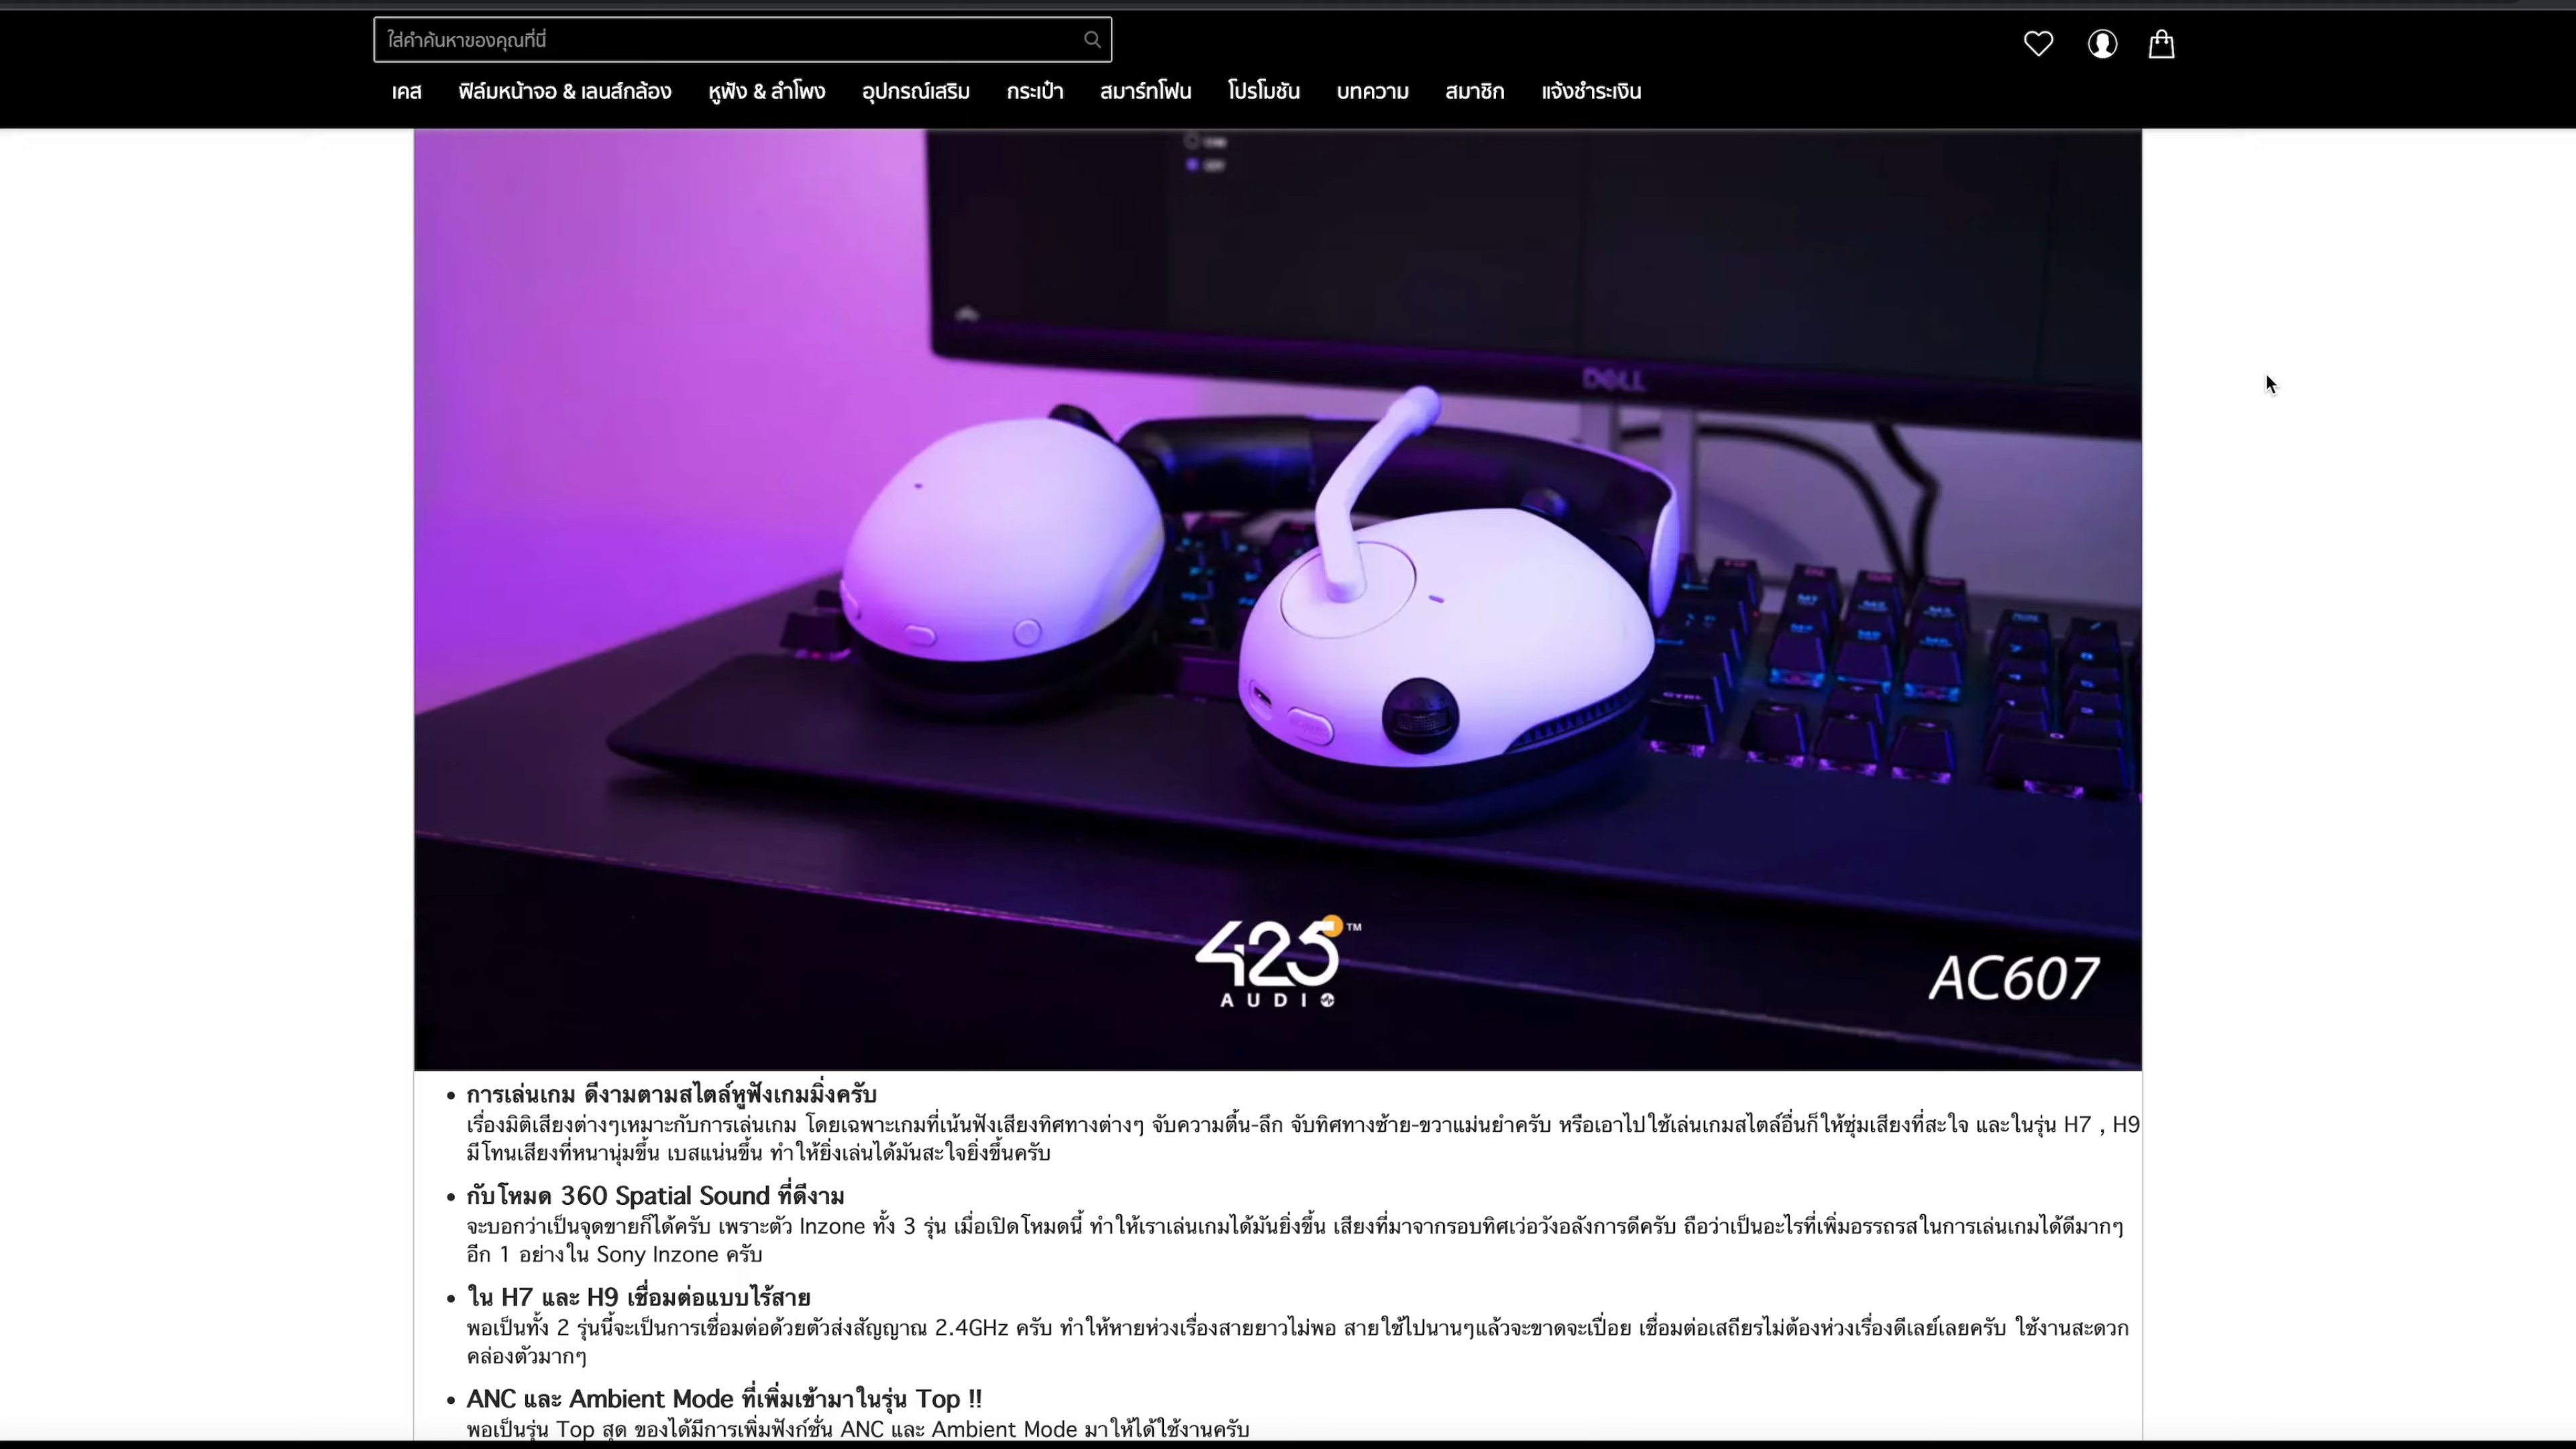 ใส่คำค้นหาของคุณที่นี่
เคส ฟิล์มหน้าจอ & เลนส์กล้อง หูฟัง & ลำโพง อุปกรณ์เสริม กระเป๋า สมาร์ทโฟน โปรโมชัน บทความ สมาชิก แจ้งชำระเงิน
DELL
425™
AUDIO
AC607
• การเล่นเกม ดีงามตามสไตล์หูฟังเกมมิ่งครับ
เรื่องมิติเสียงต่างๆเหมาะกับการเล่นเกม โดยเฉพาะเกมที่เน้นฟังเสียงทิศทางต่างๆ จับความตื้น-ลึก จับทิศทางซ้าย-ขวาแม่นยำครับ หรือเอาไปใช้เล่นเกมสไตล์อื่นก็ให้ซุ่มเสียงที่สะใจ และในรุ่น H7 , H9
มีโทนเสียงที่หนานุ่มขึ้น เบสแน่นขึ้น ทำให้ยิ่งเล่นได้มันสะใจยิ่งขึ้นครับ
• กับโหมด 360 Spatial Sound ที่ดีงาม
จะบอกว่าเป็นจุดขายก็ได้ครับ เพราะตัว Inzone ทั้ง 3 รุ่น เมื่อเปิดโหมดนี้ ทำให้เราเล่นเกมได้มันยิ่งขึ้น เสียงที่มาจากรอบทิศเว่อวังอลังการดีครับ ถือว่าเป็นอะไรที่เพิ่มอรรถรสในการเล่นเกมได้ดีมากๆ
อีก 1 อย่างใน Sony Inzone ครับ
• ใน H7 และ H9 เชื่อมต่อแบบไร้สาย
พอเป็นทั้ง 2 รุ่นนี้จะเป็นการเชื่อมต่อด้วยตัวส่งสัญญาณ 2.4GHz ครับ ทำให้หายห่วงเรื่องสายยาวไม่พอ สายใช้ไปนานๆแล้วจะขาดจะเปื่อย เชื่อมต่อเสถียรไม่ต้องห่วงเรื่องดีเลย์เลยครับ ใช้งานสะดวก
คล่องตัวมากๆ
• ANC และ Ambient Mode ที่เพิ่มเข้ามาในรุ่น Top !!
พอเป็นรุ่น Top สุด ของได้มีการเพิ่มฟังก์ชั่น ANC และ Ambient Mode มาให้ได้ใช้งานครับ